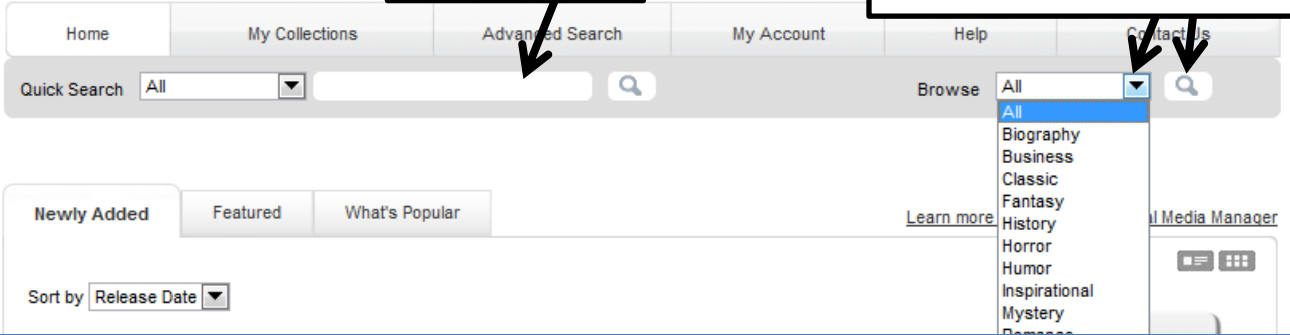 Home My Collections Advanced Search My Account Help Contact Us
Quick Search All Browse All
All
Biography
Business
Classic
Fantasy
History
Horror
Humor
Inspirational
Mystery
Romance
Newly Added Featured What's Popular
Learn more Media Manager
Sort by Release Date